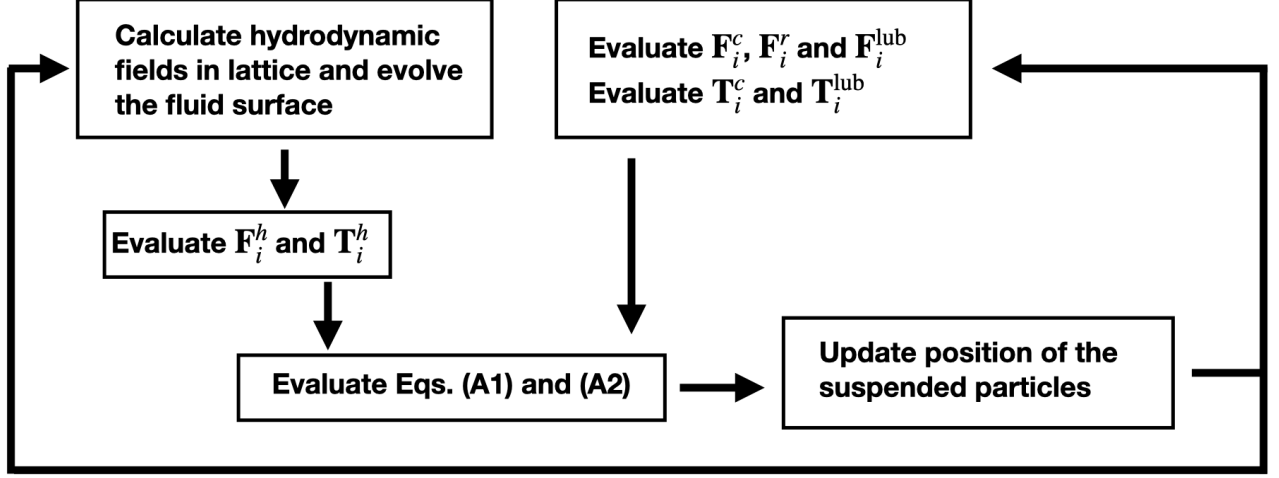 Calculate hydrodynamic
fields in lattice and evolve
the fluid surface
Evaluate F_i^c, F_i^r and F_i^lub
Evaluate T_i^c and T_i^lub
Evaluate F_i^h and T_i^h
Evaluate Eqs. (A1) and (A2)
Update position of the
suspended particles